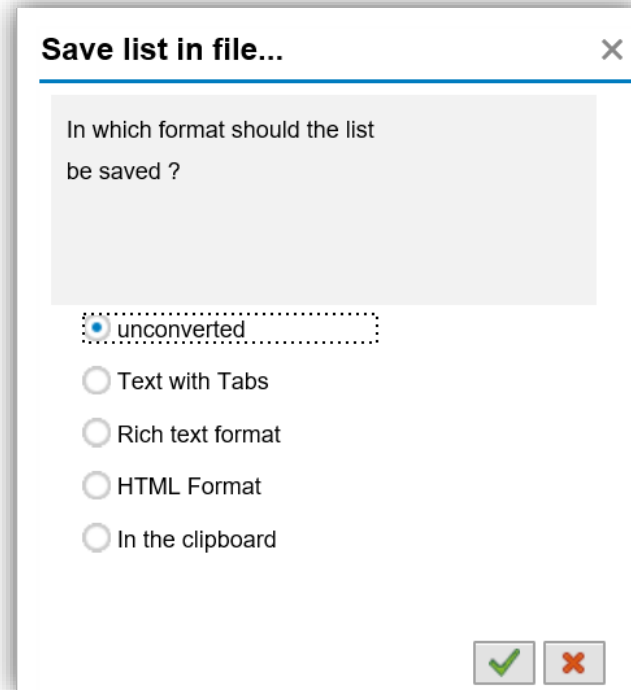 Save list in file...
In which format should the list
be saved ?
unconverted
Text with Tabs
Rich text format
HTML Format
In the clipboard